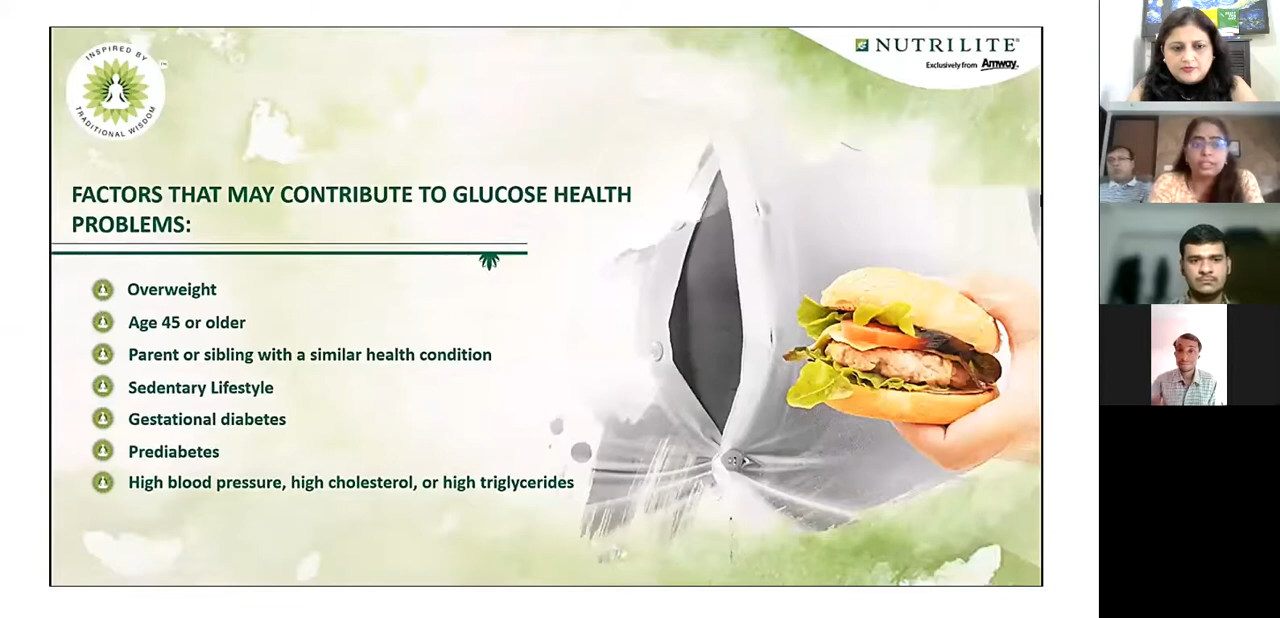 INSPIRED BY
TRADITIONAL WISDOM
NUTRILITE®
Exclusively from Amway™
FACTORS THAT MAY CONTRIBUTE TO GLUCOSE HEALTH
PROBLEMS:
Overweight
Age 45 or older
Parent or sibling with a similar health condition
Sedentary Lifestyle
Gestational diabetes
Prediabetes
High blood pressure, high cholesterol, or high triglycerides